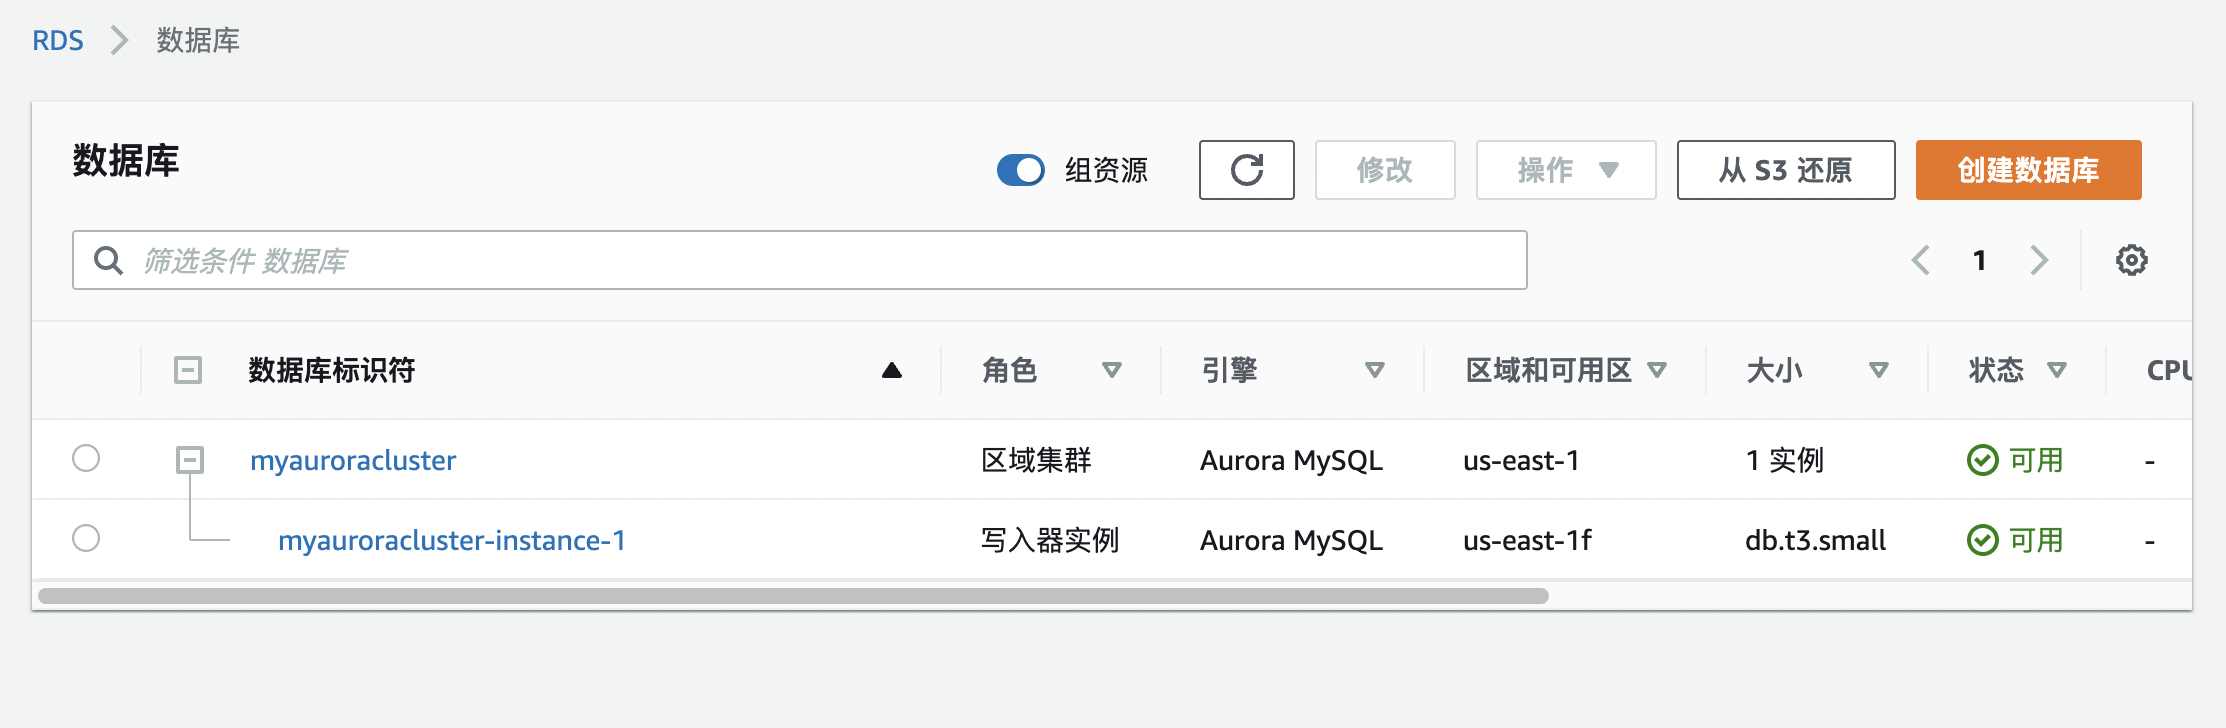 RDS 数据库
数据库 组资源 修改 操作 从 S3 还原 创建数据库
筛选条件 数据库 1
数据库标识符 角色 引擎 区域和可用区 大小 状态 CPU
myauroracluster 区域集群 Aurora MySQL us-east-1 1 实例 可用 -
myauroracluster-instance-1 写入器实例 Aurora MySQL us-east-1f db.t3.small 可用 -